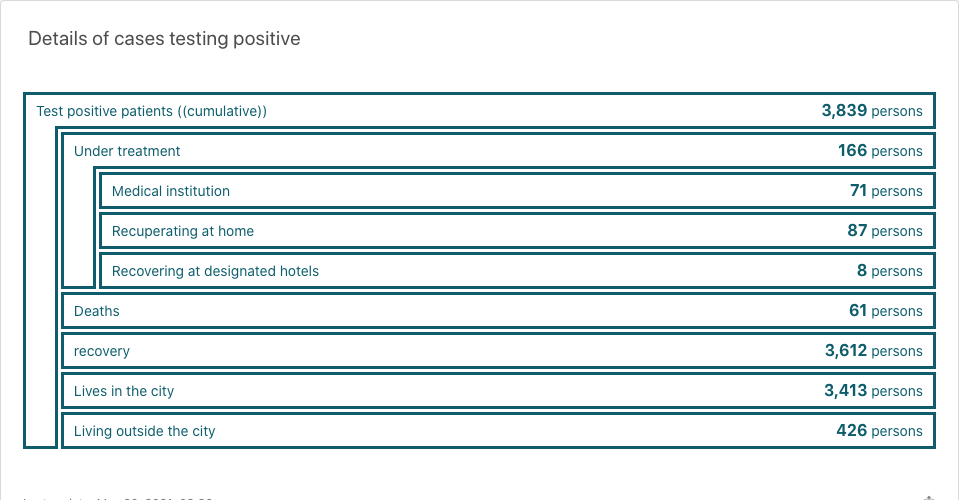 Details of cases testing positive
Test positive patients ((cumulative)) 3,839 persons
Under treatment 166 persons
Medical institution 71 persons
Recuperating at home 87 persons
Recovering at designated hotels 8 persons
Deaths 61 persons
recovery 3,612 persons
Lives in the city 3,413 persons
Living outside the city 426 persons